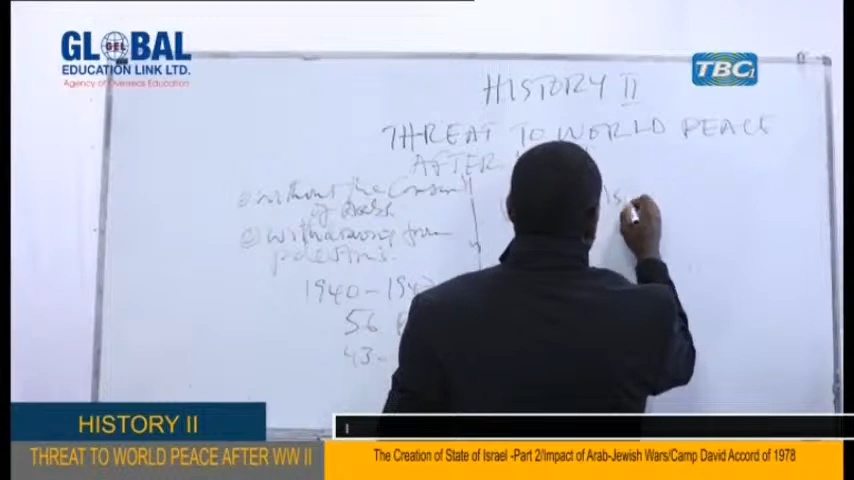 GLOBAL
GEL
EDUCATION LINK LTD.
Agency of Overseas Education
TBC1
HISTORY II
THREAT TO WORLD PEACE
AFTER
without the Consent
of Arabs
withdrawing from
1940-194
56
43-
HISTORY II
THREAT TO WORLD PEACE AFTER WW II
The Creation of State of Israel -Part 2/Impact of Arab-Jewish Wars/Camp David Accord of 1978